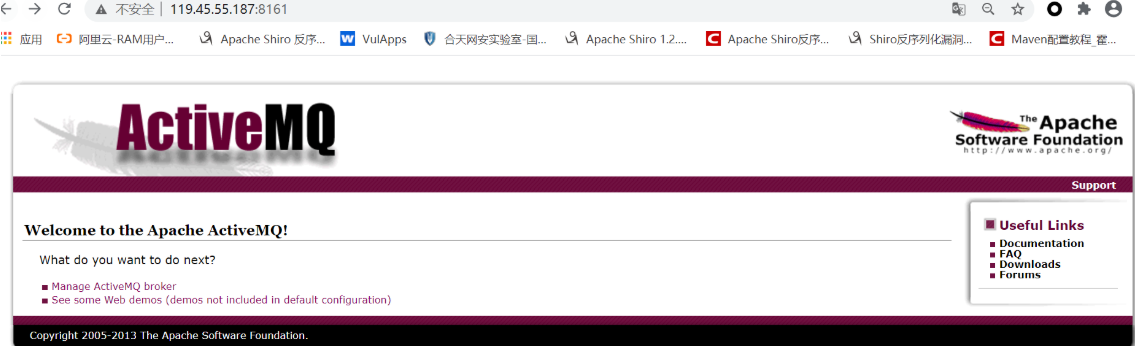 不安全 | 119.45.55.187:8161
应用 阿里云-RAM用户... Apache Shiro 反序... VulApps 合天网安实验室-国... Apache Shiro 1.2.... Apache Shiro反序... Shiro反序列化漏洞... Maven配置教程_霍...
ActiveMQ
The Apache
Software Foundation
http://www.apache.org/
Support
Welcome to the Apache ActiveMQ!
What do you want to do next?
Manage ActiveMQ broker
See some Web demos (demos not included in default configuration)
Useful Links
Documentation
FAQ
Downloads
Forums
Copyright 2005-2013 The Apache Software Foundation.